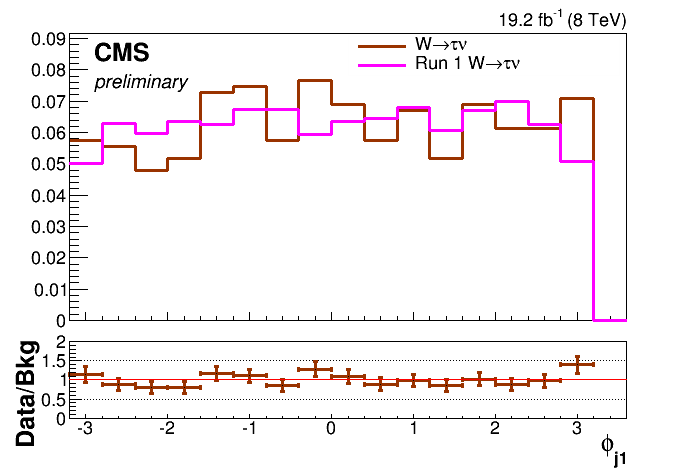 19.2 fb⁻¹ (8 TeV)
CMS
preliminary
W→τν
Run 1 W→τν
0.09
0.08
0.07
0.06
0.05
0.04
0.03
0.02
0.01
0
Data/Bkg
2
1.5
1
0.5
0
-3 -2 -1 0 1 2 3
ϕj1